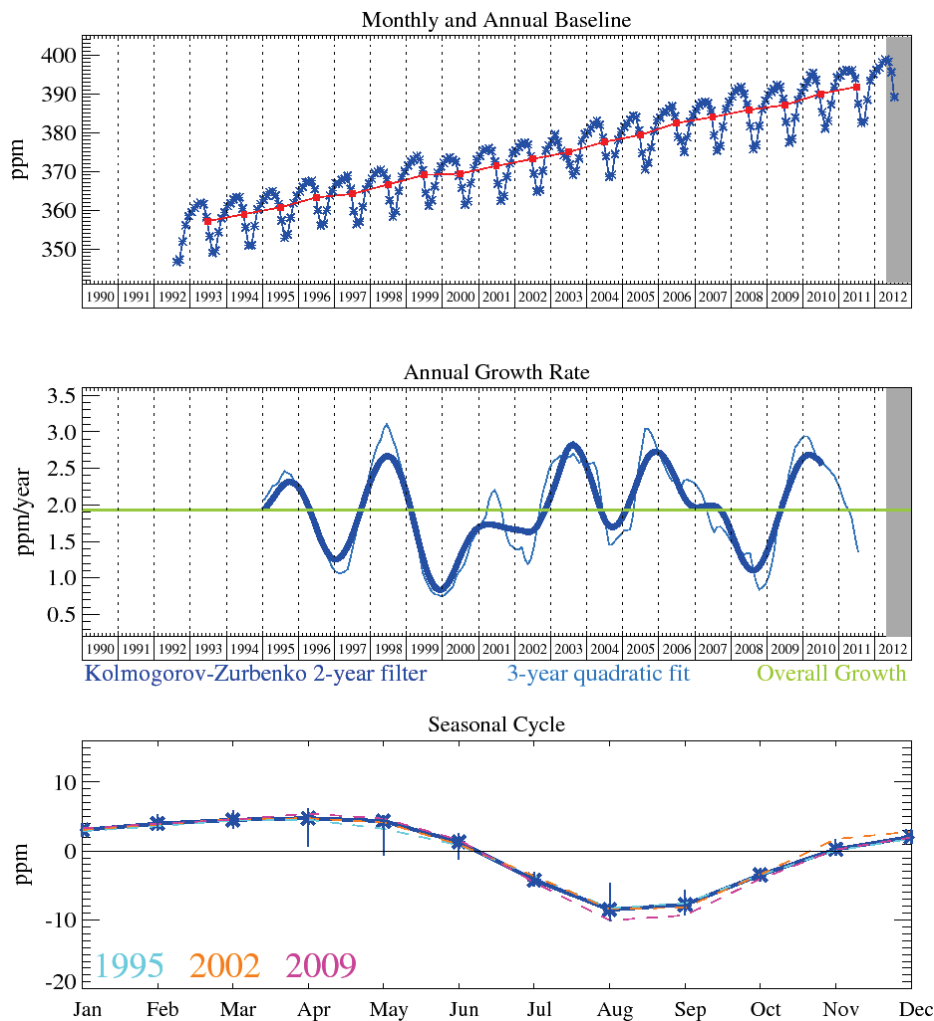 Monthly and Annual Baseline
400
390
380
370
360
350
ppm
1990 1991 1992 1993 1994 1995 1996 1997 1998 1999 2000 2001 2002 2003 2004 2005 2006 2007 2008 2009 2010 2011 2012
Annual Growth Rate
3.5
3.0
2.5
2.0
1.5
1.0
0.5
ppm/year
1990 1991 1992 1993 1994 1995 1996 1997 1998 1999 2000 2001 2002 2003 2004 2005 2006 2007 2008 2009 2010 2011 2012
Kolmogorov-Zurbenko 2-year filter 3-year quadratic fit Overall Growth
Seasonal Cycle
10
0
-10
-20
ppm
1995 2002 2009
Jan Feb Mar Apr May Jun Jul Aug Sep Oct Nov Dec